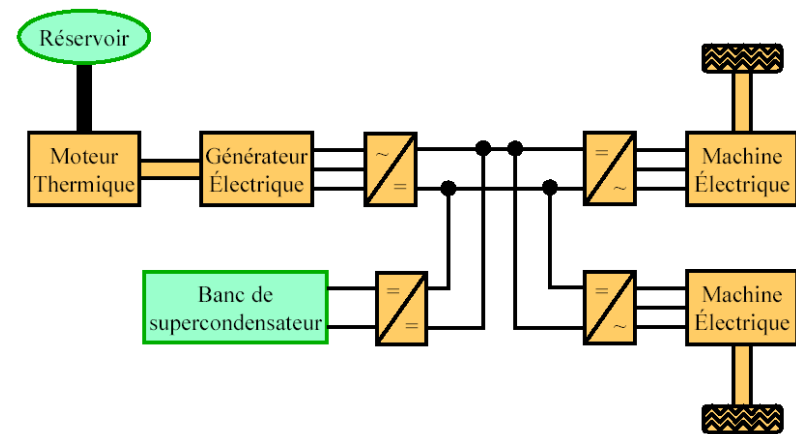 Réservoir
Moteur
Thermique
Générateur
Électrique
~
=
=
~
Machine
Électrique
Banc de
supercondensateur
=
=
=
~
Machine
Électrique